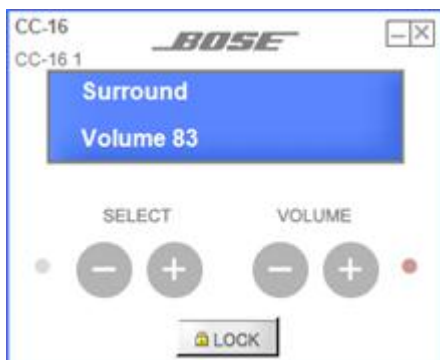 CC-16
BOSE
CC-16 1
Surround
Volume 83
SELECT VOLUME
LOCK